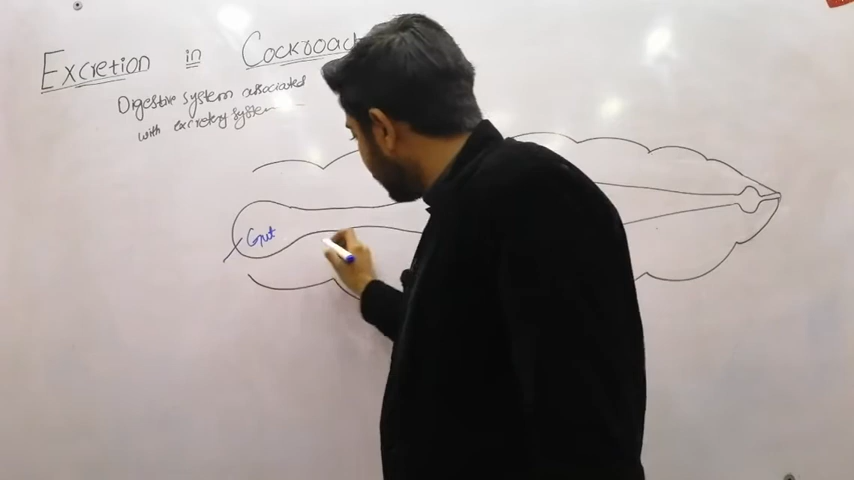 Excretion in Cockroach
Digestive system associated
with excretory system
Gut